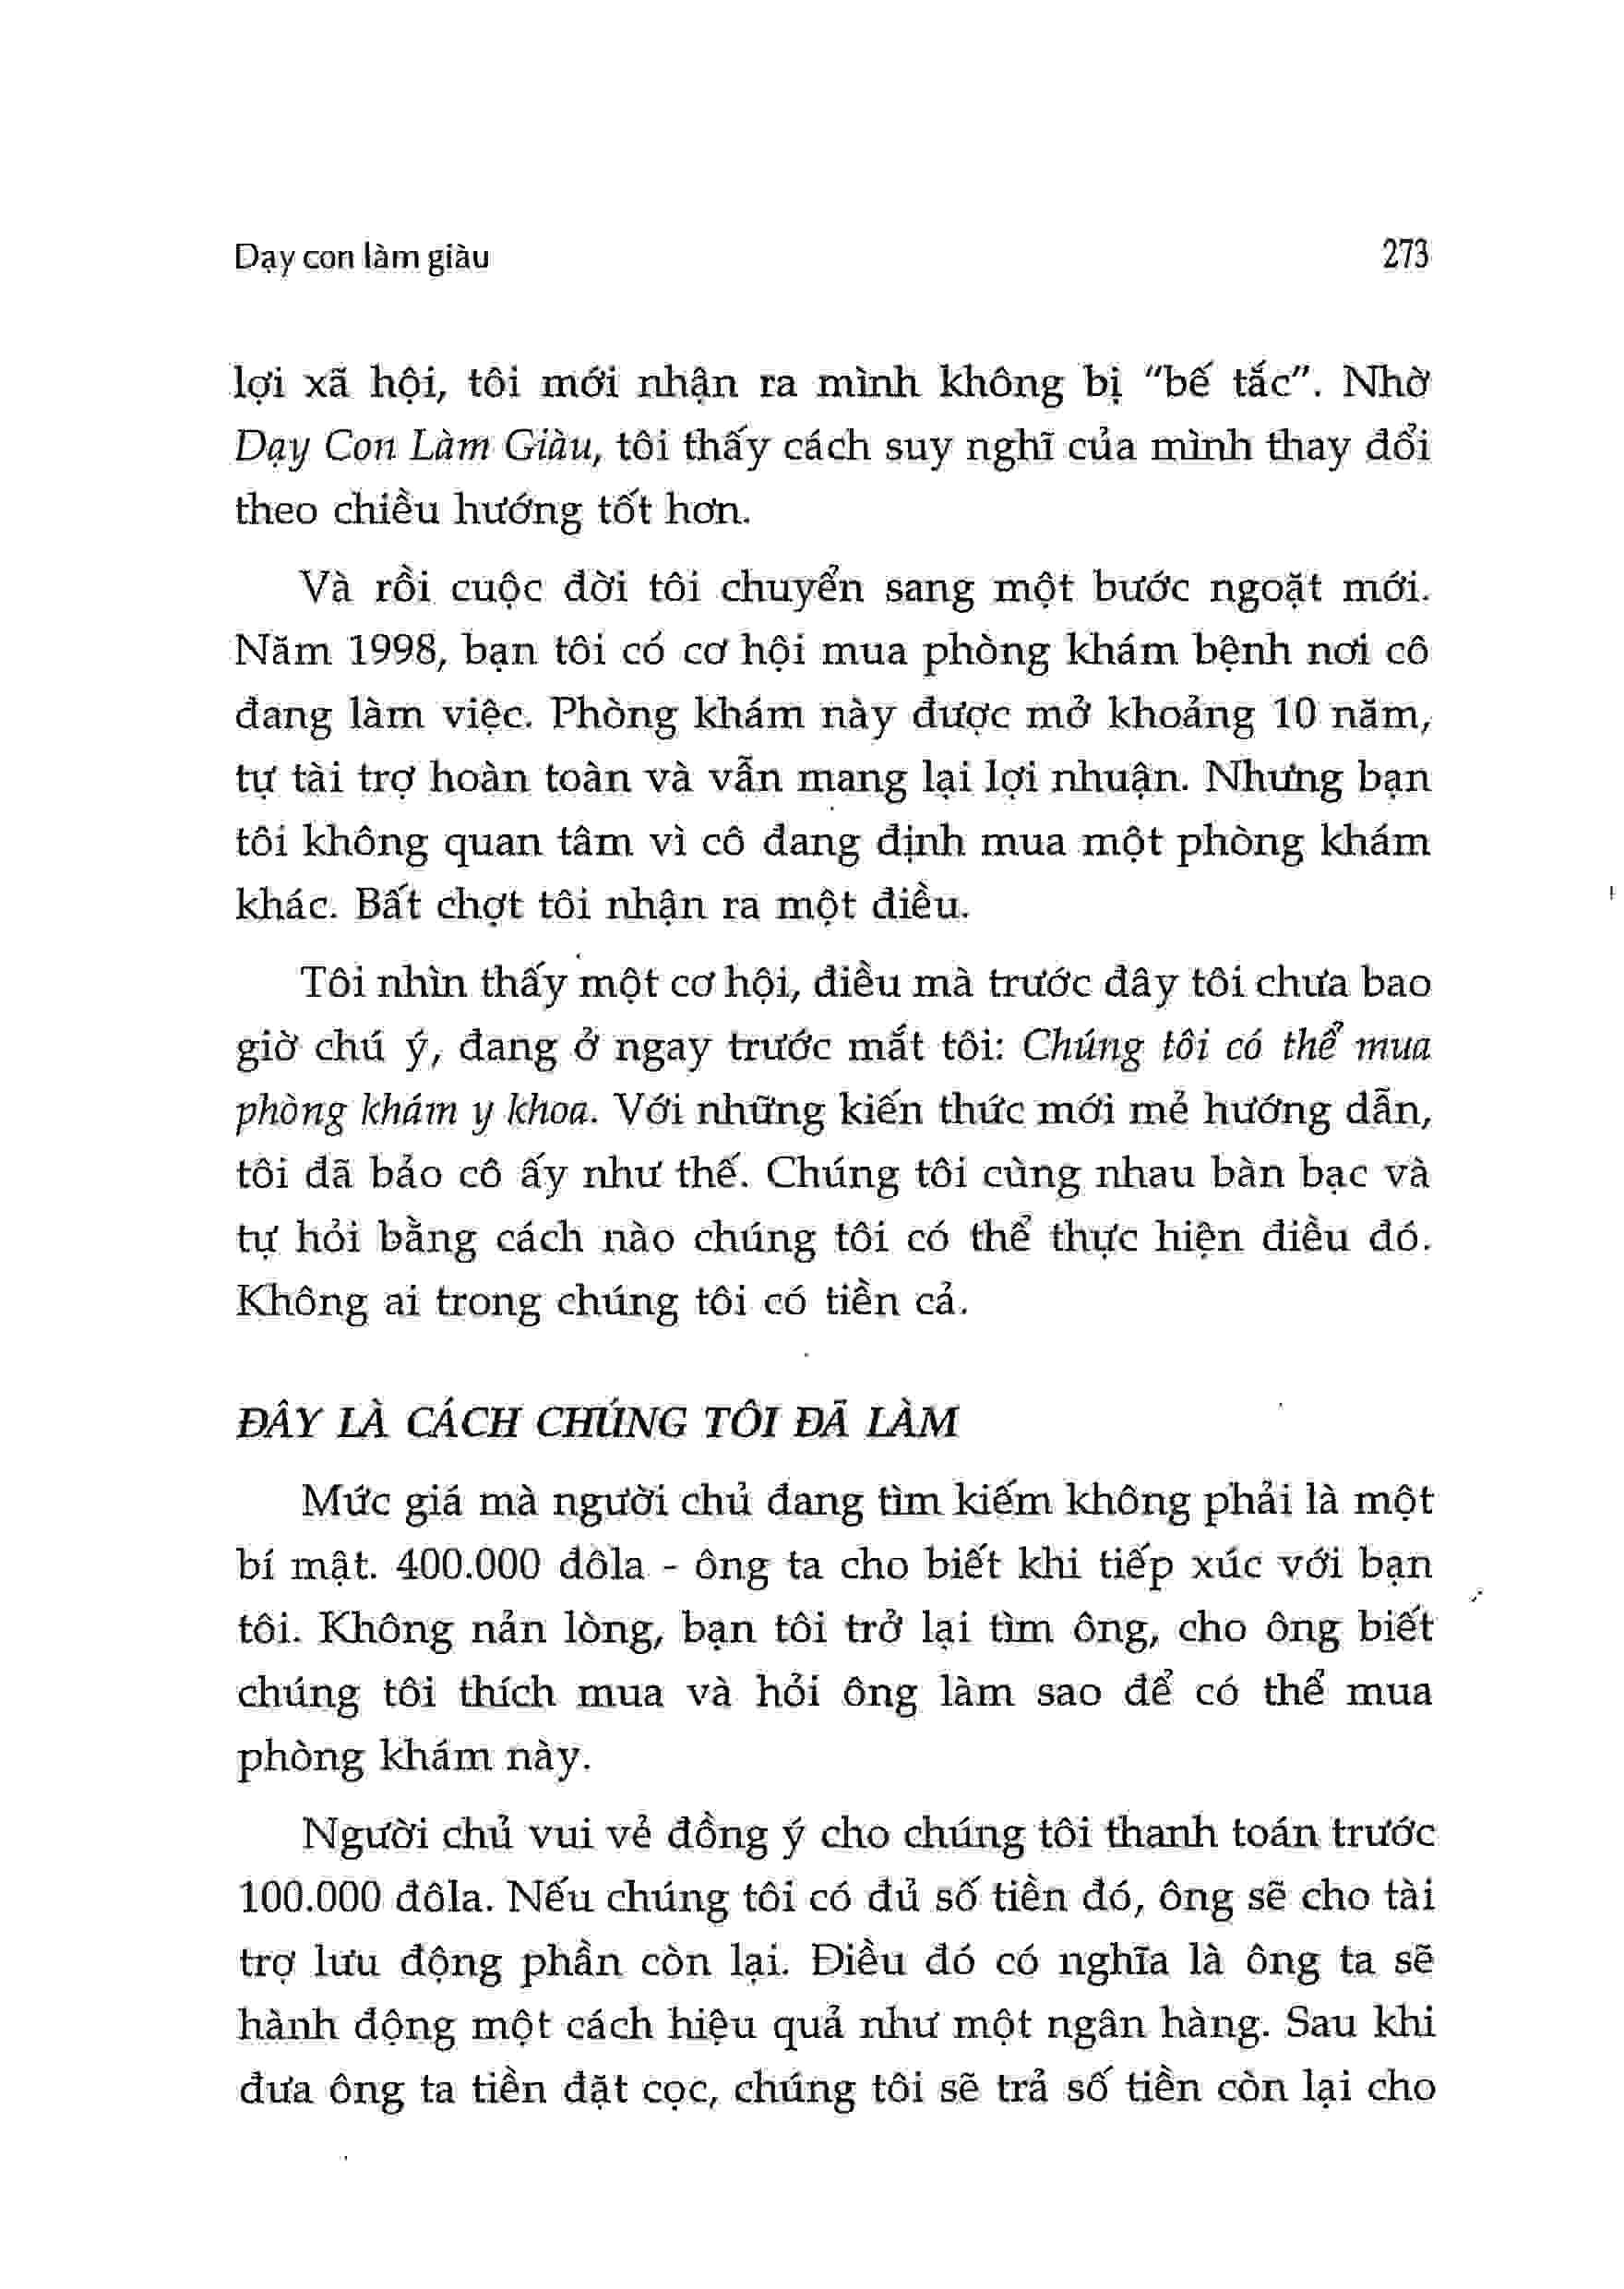 Dạy con làm giàu 273
lợi xã hội, tôi mới nhận ra mình không bị "bế tắc". Nhờ
Dạy Con Làm Giàu, tôi thấy cách suy nghĩ của mình thay đổi
theo chiều hướng tốt hơn.
Và rồi cuộc đời tôi chuyển sang một bước ngoặt mới.
Năm 1998, bạn tôi có cơ hội mua phòng khám bệnh nơi cô
đang làm việc. Phòng khám này được mở khoảng 10 năm,
tự tài trợ hoàn toàn và vẫn mang lại lợi nhuận. Nhưng bạn
tôi không quan tâm vì cô đang định mua một phòng khám
khác. Bất chợt tôi nhận ra một điều.
Tôi nhìn thấy một cơ hội, điều mà trước đây tôi chưa bao
giờ chú ý, đang ở ngay trước mắt tôi: Chúng tôi có thể mua
phòng khám y khoa. Với những kiến thức mới mẻ hướng dẫn,
tôi đã bảo cô ấy như thế. Chúng tôi cùng nhau bàn bạc và
tự hỏi bằng cách nào chúng tôi có thể thực hiện điều đó.
Không ai trong chúng tôi có tiền cả.
ĐÂY LÀ CÁCH CHÚNG TÔI ĐÃ LÀM
Mức giá mà người chủ đang tìm kiếm không phải là một
bí mật. 400.000 đôla - ông ta cho biết khi tiếp xúc với bạn
tôi. Không nản lòng, bạn tôi trở lại tìm ông, cho ông biết
chúng tôi thích mua và hỏi ông làm sao để có thể mua
phòng khám này.
Người chủ vui vẻ đồng ý cho chúng tôi thanh toán trước
100.000 đôla. Nếu chúng tôi có đủ số tiền đó, ông sẽ cho tài
trợ lưu động phần còn lại. Điều đó có nghĩa là ông ta sẽ
hành động một cách hiệu quả như một ngân hàng. Sau khi
đưa ông ta tiền đặt cọc, chúng tôi sẽ trả số tiền còn lại cho